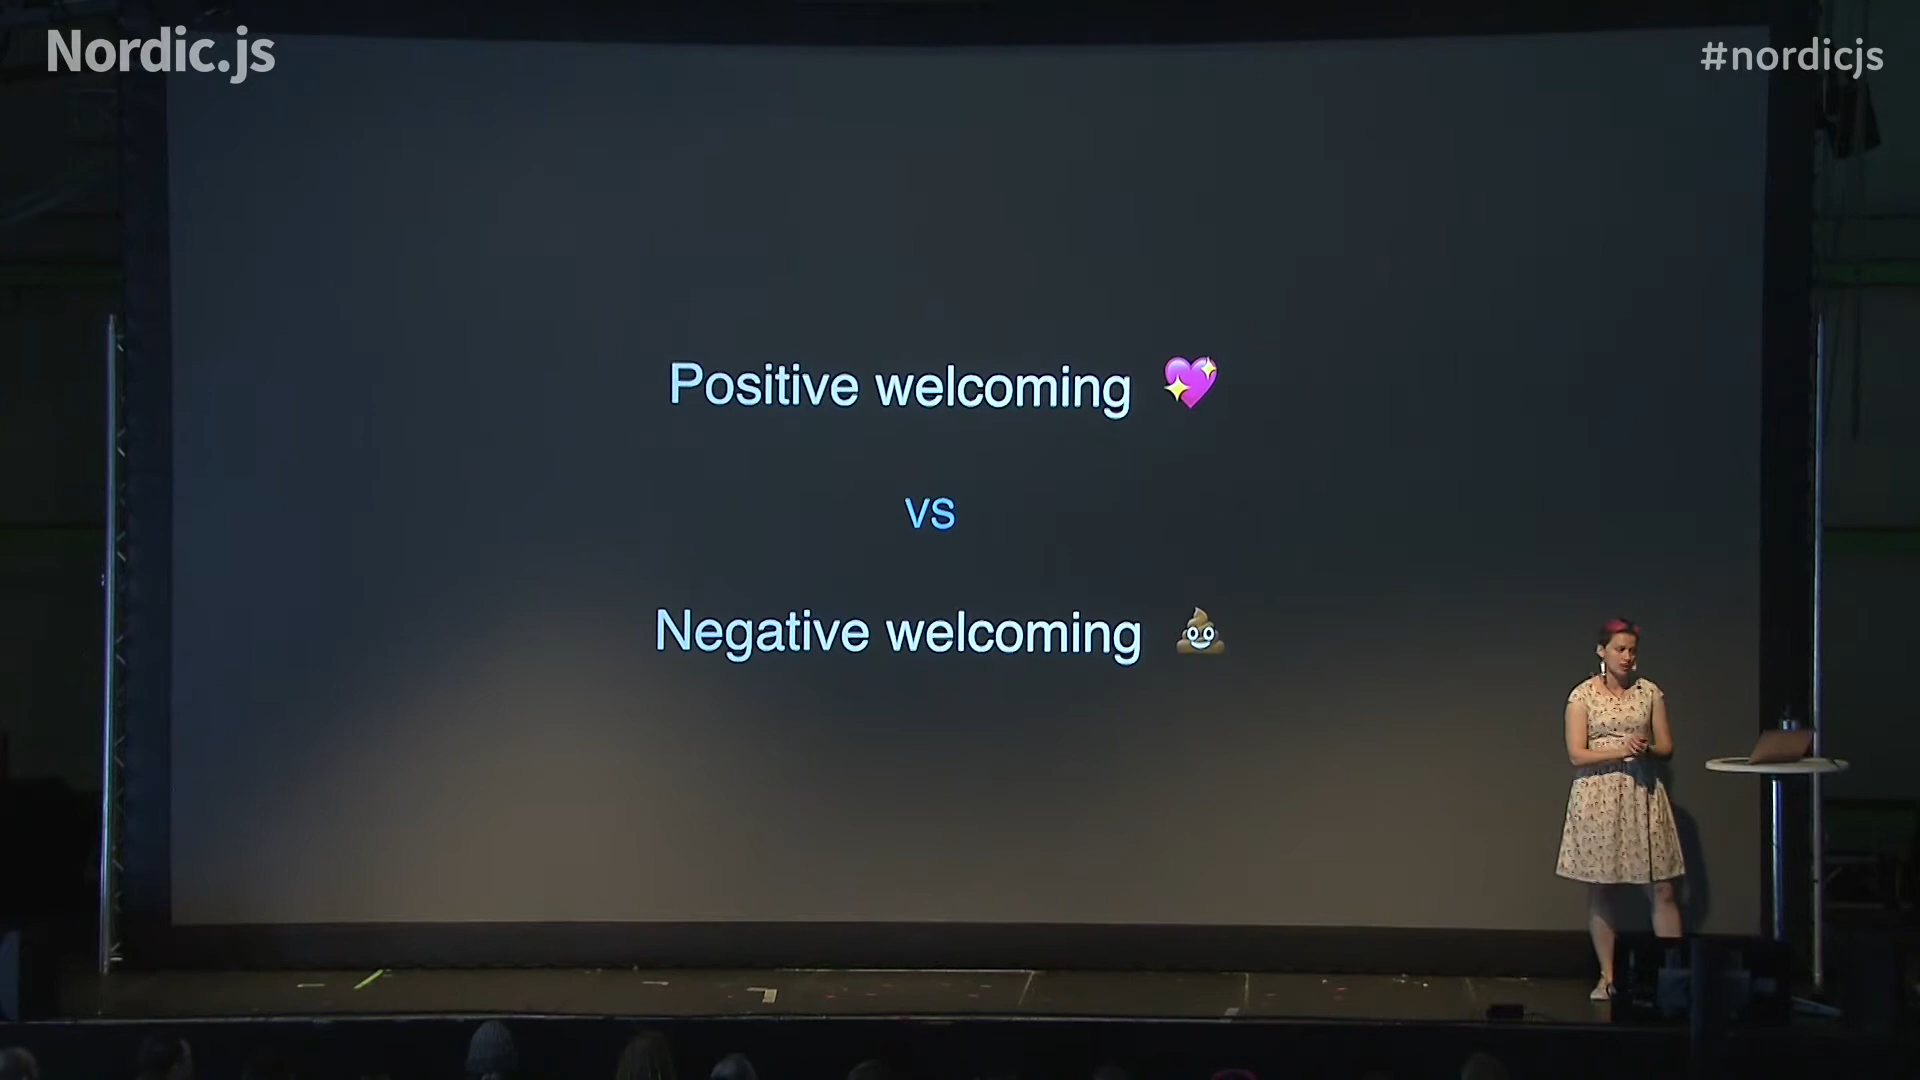 Nordic.js
#nordicjs
Positive welcoming 💖
vs
Negative welcoming 💩